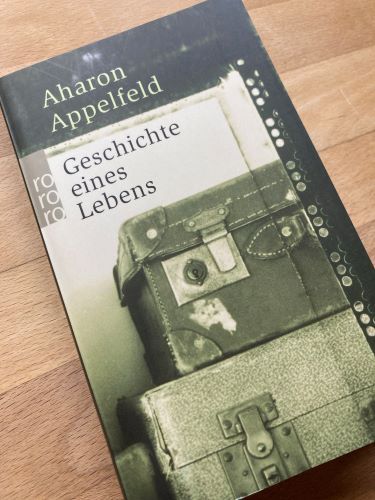 Aharon
Appelfeld
Geschichte
eines
Lebens
ro
ro
ro